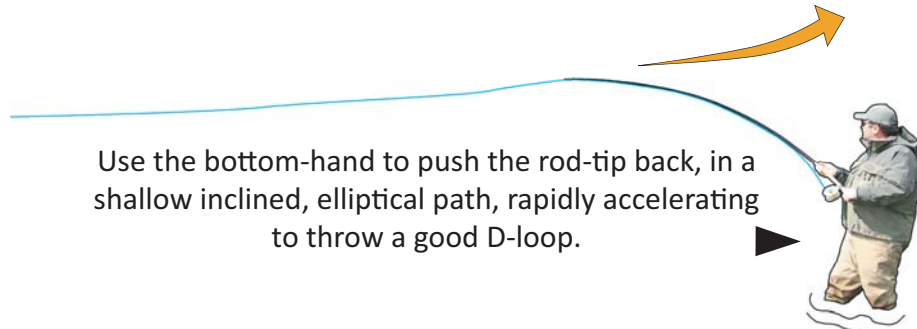 Use the bottom-hand to push the rod-tip back, in a
shallow inclined, elliptical path, rapidly accelerating
to throw a good D-loop.